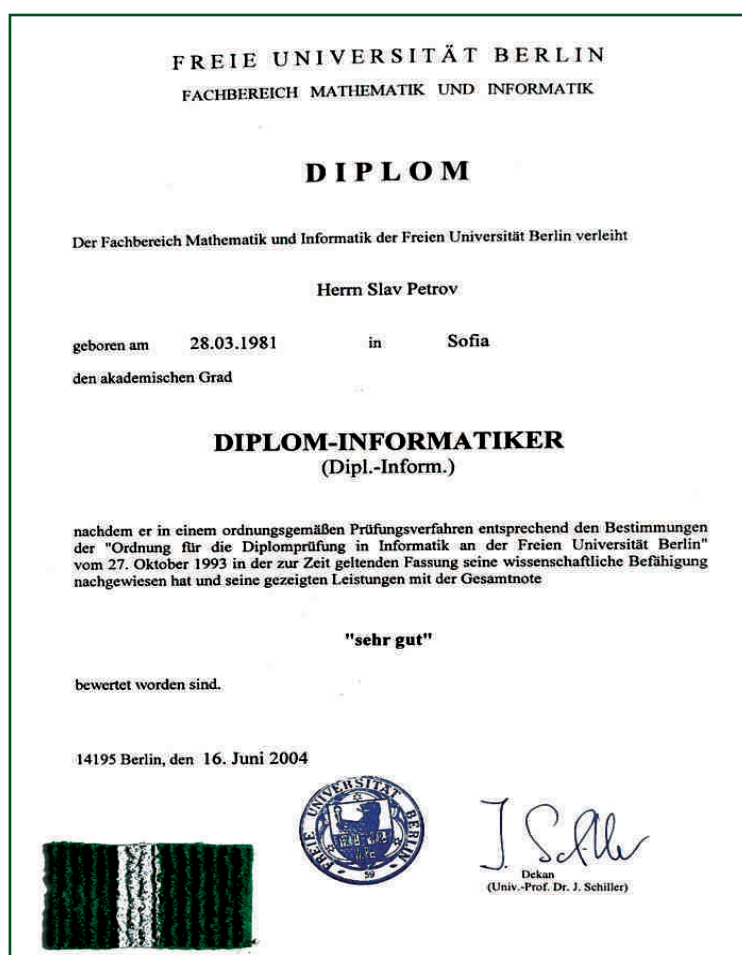 FREIE UNIVERSITÄT BERLIN
FACHBEREICH MATHEMATIK UND INFORMATIK
DIPLOM
Der Fachbereich Mathematik und Informatik der Freien Universität Berlin verleiht
Herrn Slav Petrov
geboren am 28.03.1981 in Sofia
den akademischen Grad
DIPLOM-INFORMATIKER
(Dipl.-Inform.)
nachdem er in einem ordnungsgemäßen Prüfungsverfahren entsprechend den Bestimmungen
der "Ordnung für die Diplomprüfung in Informatik an der Freien Universität Berlin"
vom 27. Oktober 1993 in der zur Zeit geltenden Fassung seine wissenschaftliche Befähigung
nachgewiesen hat und seine gezeigten Leistungen mit der Gesamtnote
"sehr gut"
bewertet worden sind.
14195 Berlin, den 16. Juni 2004
FREIE UNIVERSITÄT BERLIN
59
J. Schiller
Dekan
(Univ.-Prof. Dr. J. Schiller)